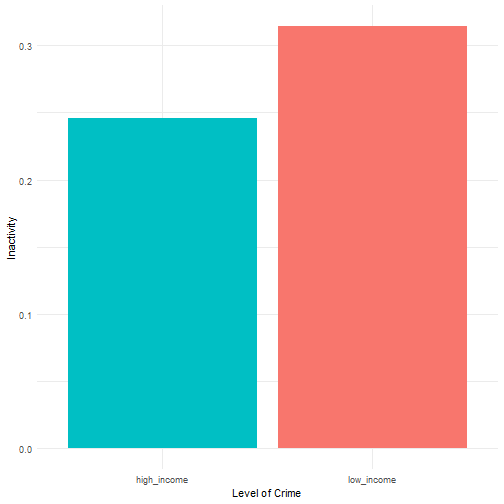 0.3
0.2
0.1
0.0
Inactivity
high_income
low_income
Level of Crime